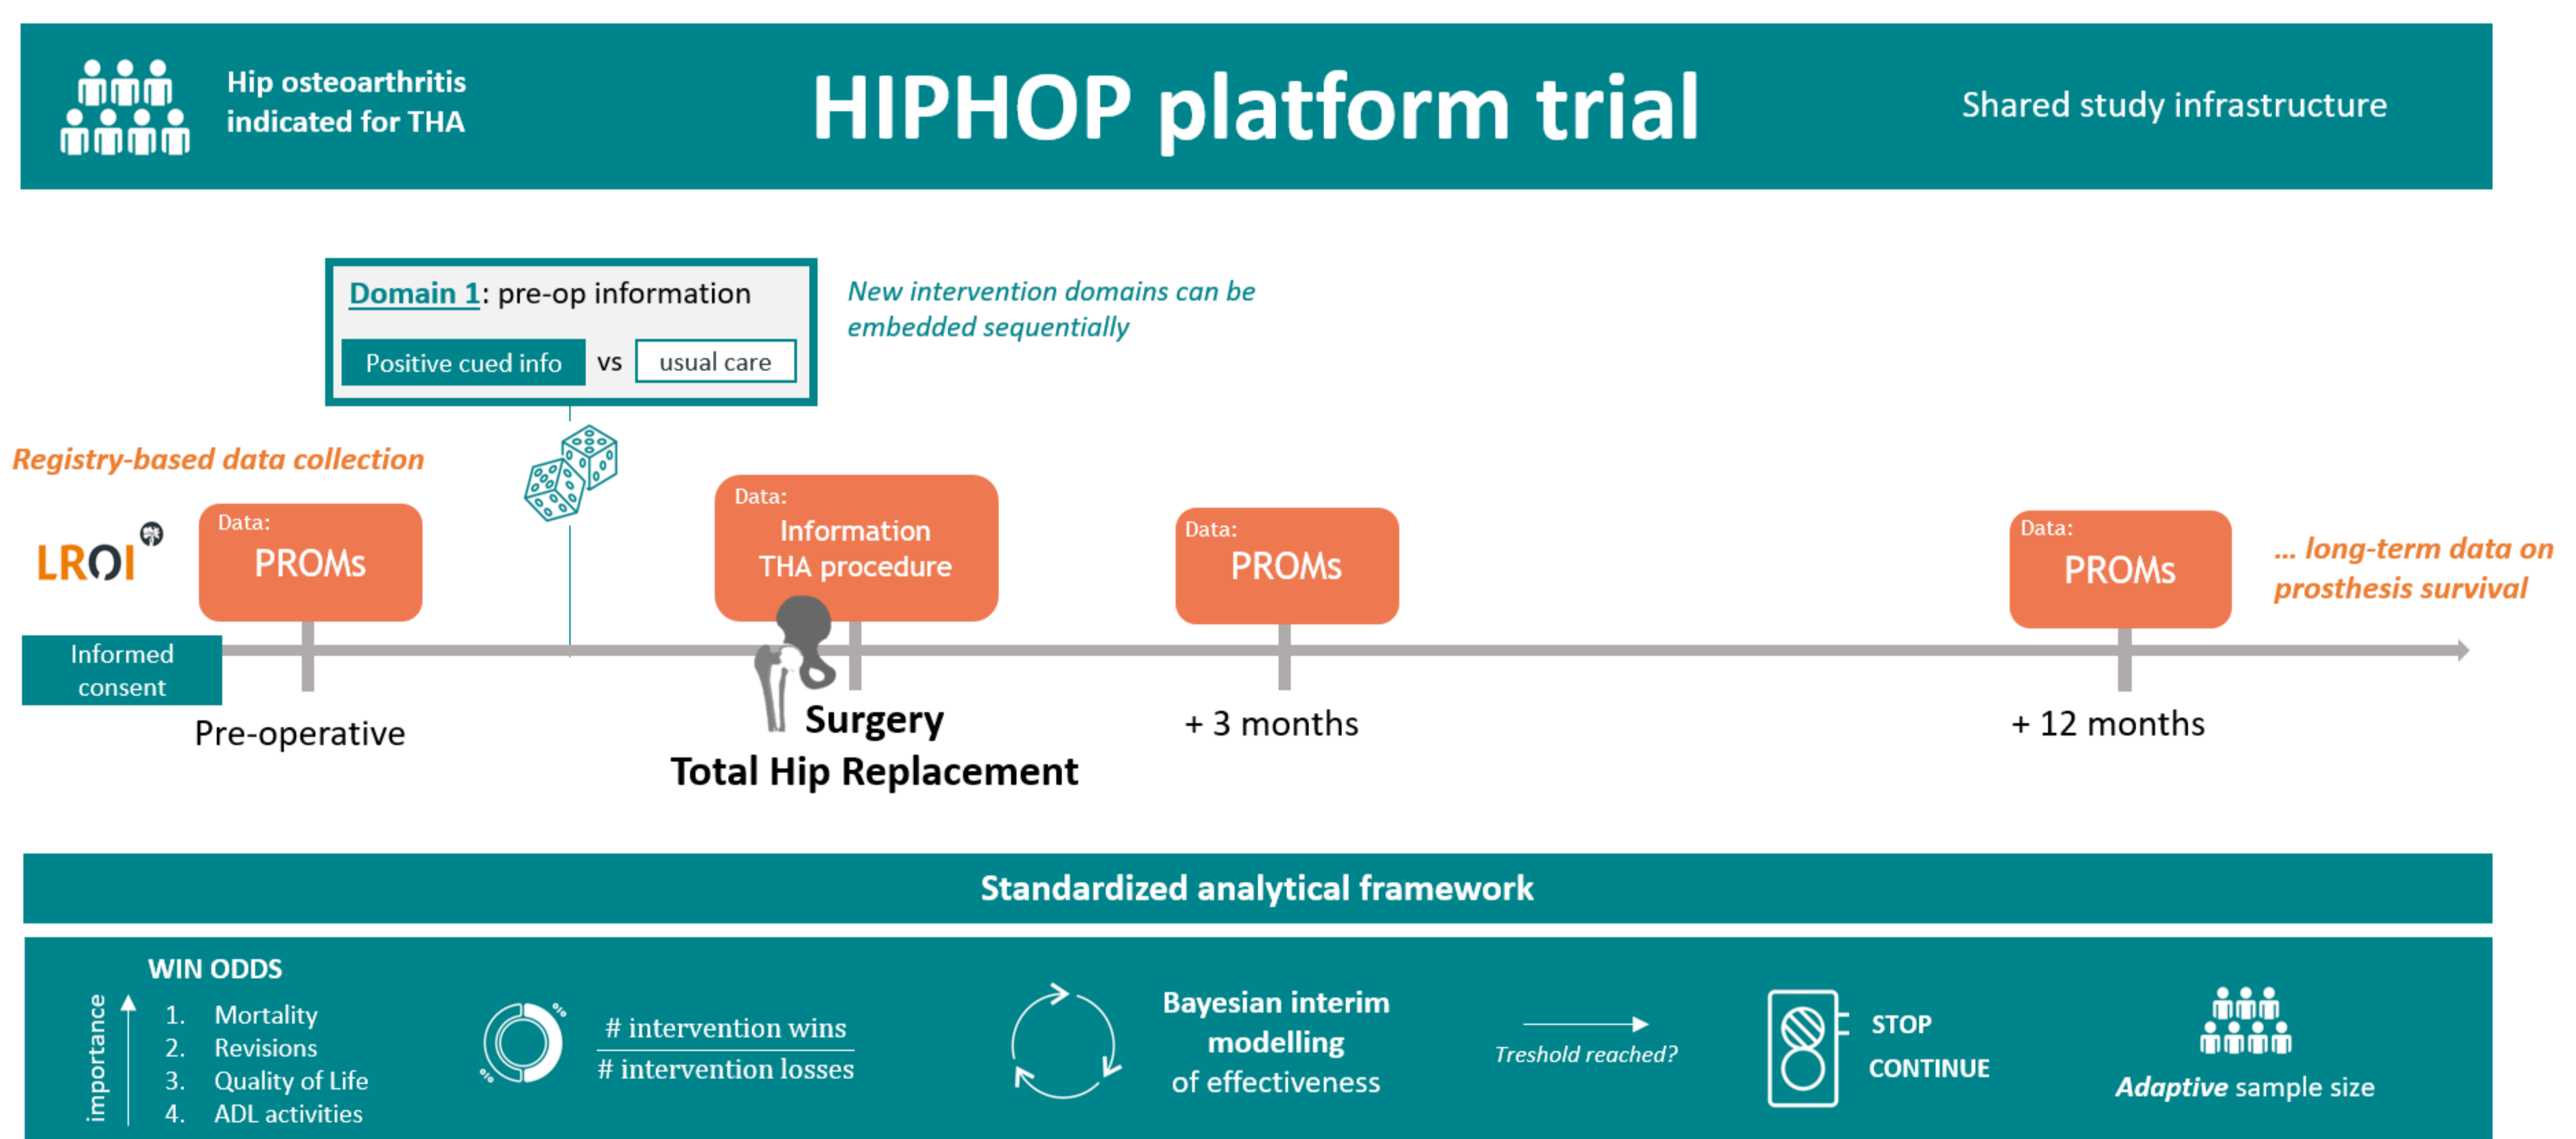 Hip osteoarthritis
indicated for THA
HIPHOP platform trial
Shared study infrastructure
Domain 1: pre-op information
Positive cued info vs usual care
New intervention domains can be
embedded sequentially
Registry-based data collection
LROI
Data:
PROMs
Data:
Information
THA procedure
Data:
PROMs
Data:
PROMs
... long-term data on
prosthesis survival
Informed
consent
Pre-operative
Surgery
Total Hip Replacement
+ 3 months
+ 12 months
Standardized analytical framework
importance
WIN ODDS
1. Mortality
2. Revisions
3. Quality of Life
4. ADL activities
%
%
# intervention wins
# intervention losses
Bayesian interim
modelling
of effectiveness
Treshold reached?
STOP
CONTINUE
Adaptive sample size